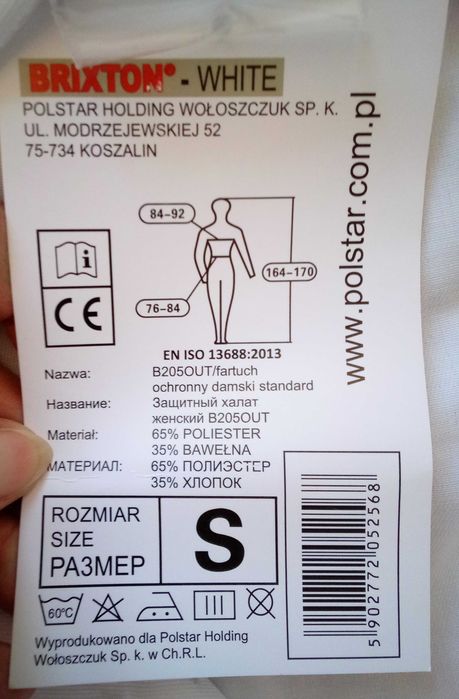 BRIXTON® - WHITE
POLSTAR HOLDING WOŁOSZCZUK SP. K.
UL. MODRZEJEWSKIEJ 52
75-734 KOSZALIN
www.polstar.com.pl
84-92
164-170
76-84
i
CE
EN ISO 13688:2013
Nazwa: B205OUT/fartuch
ochronny damski standard
Название: Защитный халат
женский B205OUT
Materiał: 65% POLIESTER
35% BAWEŁNA
МАТЕРИАЛ: 65% ПОЛИЭСТЕР
35% ХЛОПОК
ROZMIAR
SIZE
РАЗМЕР
S
60°C
5902772052568
Wyprodukowano dla Polstar Holding
Wołoszczuk Sp. k. w Ch.R.L.